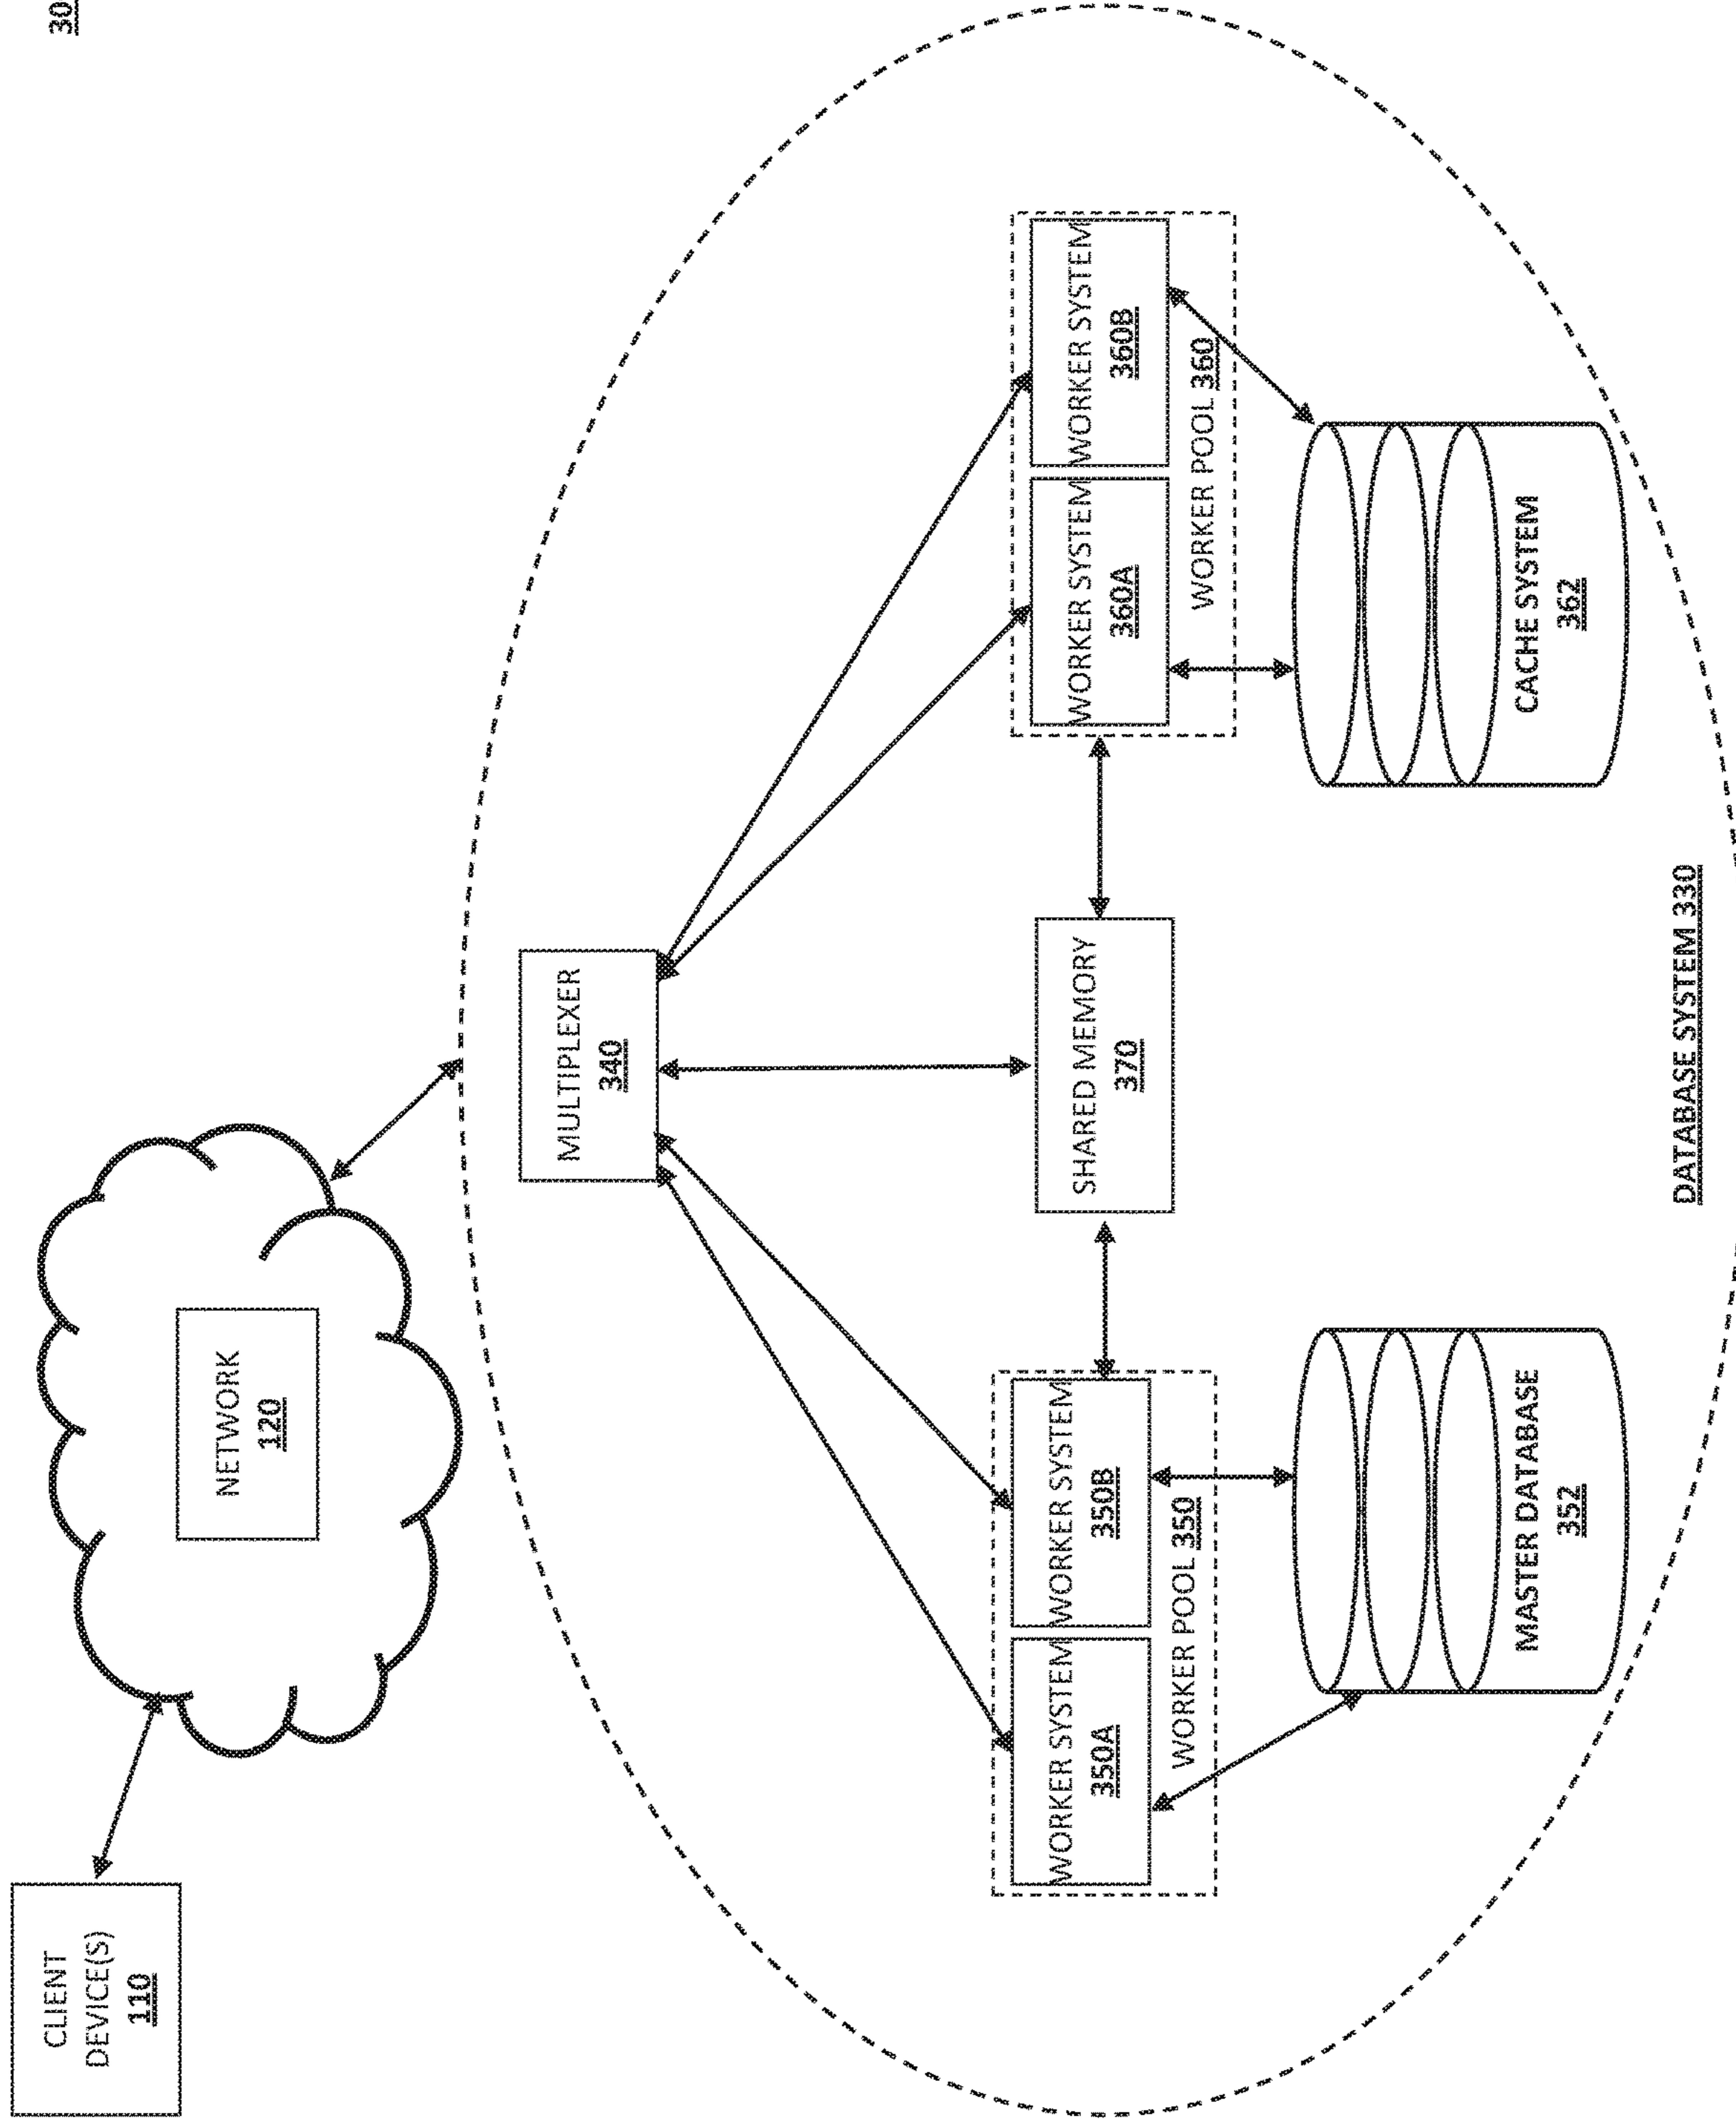 30
CLIENT
DEVICE(S)
110
NETWORK
120
MULTIPLEXER
340
WORKER SYSTEM
350A
WORKER SYSTEM
350B
WORKER POOL 350
SHARED MEMORY
370
WORKER SYSTEM
360A
WORKER SYSTEM
360B
WORKER POOL 360
MASTER DATABASE
352
CACHE SYSTEM
362
DATABASE SYSTEM 330